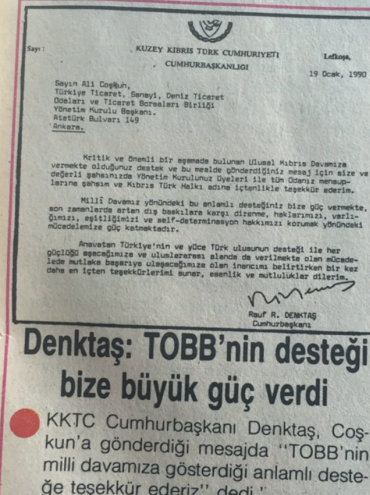 Sayı :
KUZEY KIBRIS TÜRK CUMHURİYETİ
CUMHURBAŞKANLIĞI
Lefkoşa,
19 Ocak, 1990
Sayın Ali Coşkun,
Türkiye Ticaret, Sanayi, Deniz Ticaret
Odaları ve Ticaret Borsaları Birliği
Yönetim Kurulu Başkanı,
Atatürk Bulvarı 149
Ankara.
Kritik ve önemli bir aşamada bulunan Ulusal Kıbrıs Davamıza
vermekte olduğunuz destek ve bu mealde gönderdiğiniz mesaj için size ve
değerli şahsınızda Yönetim Kurulunuz Üyeleri ile tüm Odanız mensup-
larına şahsım ve Kıbrıs Türk Halkı adına içtenlikle teşekkür ederim.
Milli Davamız yönündeki bu anlamlı desteğiniz bize güç vermekte,
son zamanlarda artan dış baskılara karşı direnme, haklarımızı, varlı-
ğımızı, eşitliğimizi ve self-determinasyon hakkımızı korumak yönündeki
mücadelemize güç katmaktadır.
Anavatan Türkiye'nin ve yüce Türk ulusunun desteği ile her
güçlüğü aşacağımıza ve uluslararası alanda da verilmekte olan mücade-
lede mutlaka başarıya ulaşacağımıza olan inancımı belirtirken bir kez
daha en içten teşekkürlerimi sunar, esenlik ve mutluluklar dilerim.
Rauf R. DENKTAŞ
Cumhurbaşkanı
Denktaş: TOBB'nin desteği
bize büyük güç verdi
KKTC Cumhurbaşkanı Denktaş, Coş-
kun'a gönderdiği mesajda "TOBB'nin
milli davamıza gösterdiği anlamlı deste-
ğe teşekkür ederiz" dedi.